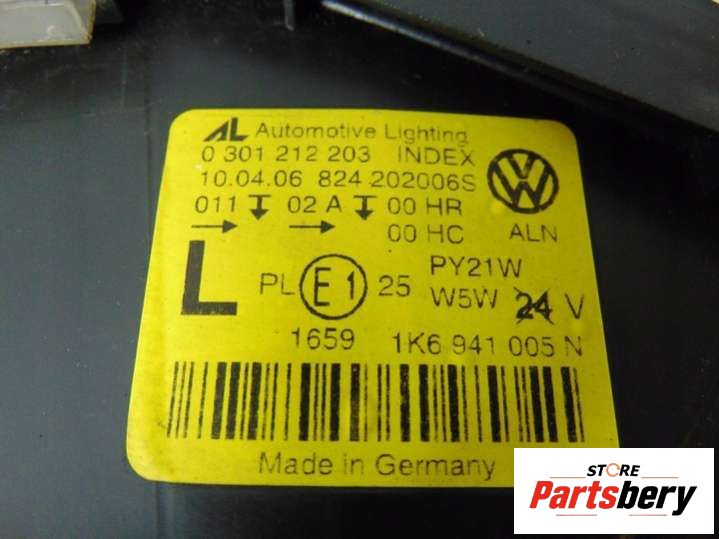 AL Automotive Lighting
0 301 212 203 INDEX
10.04.06 824 202006S
011 02 A 00 HR
00 HC ALN
L PL E1 25 PY21W
W5W 24 V
1659 1K6 941 005 N
Made in Germany
VW
STORE
Partsbery